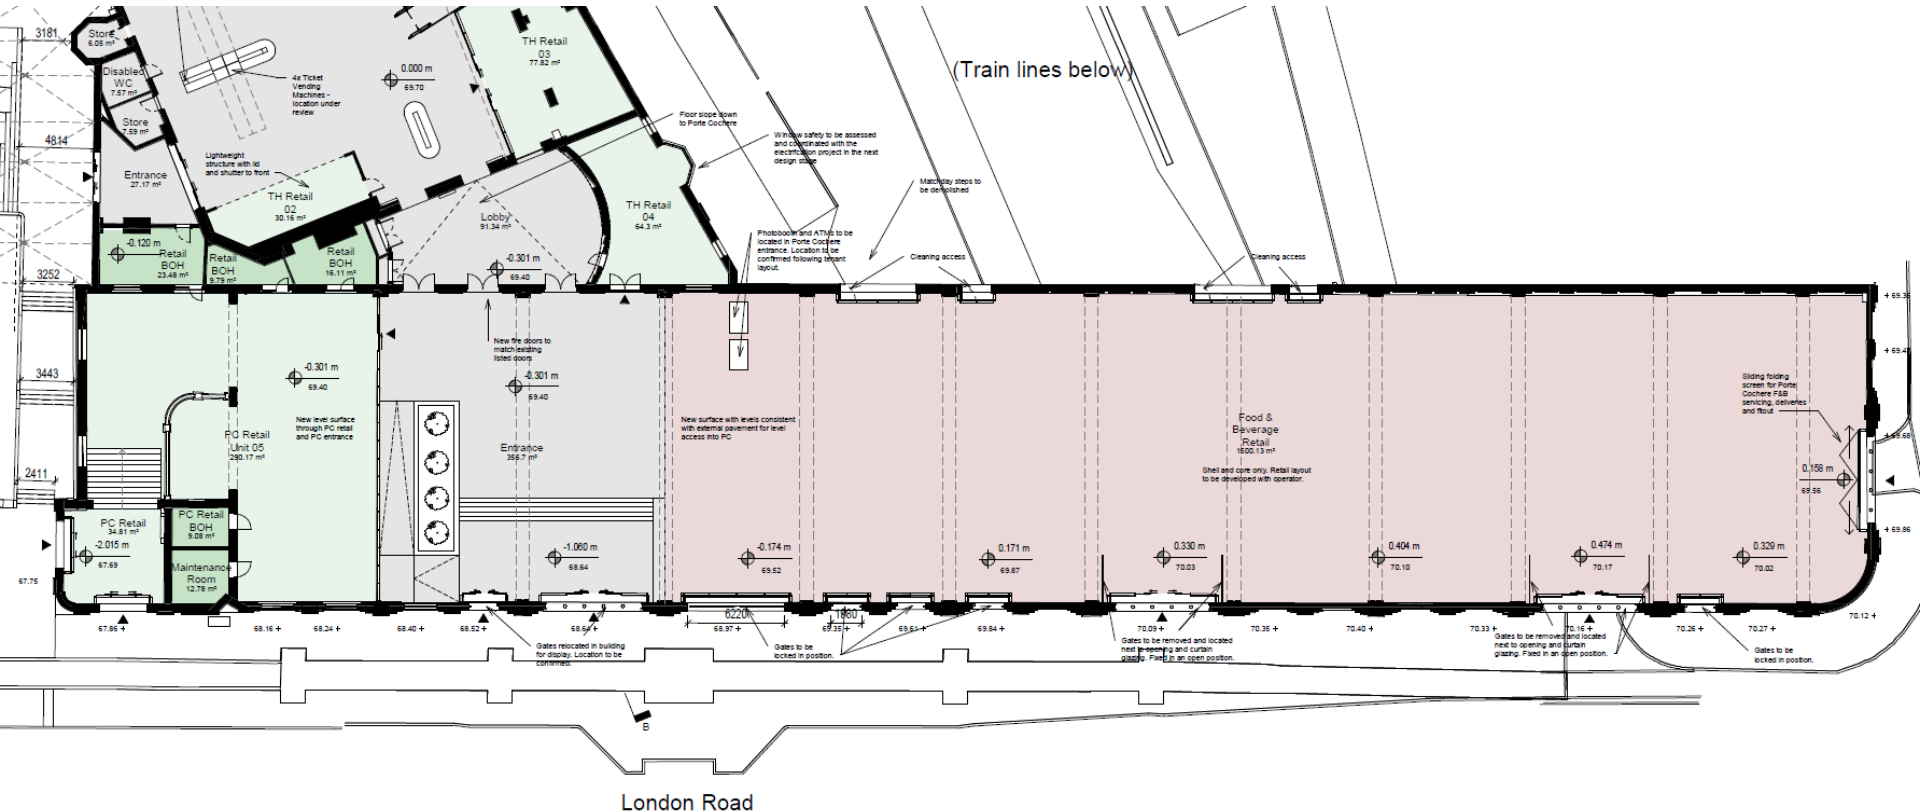 3181
Store
6.05 m²
Disabled
WC
7.57 m²
Store
7.59 m²
4814
Entrance
27.17 m²
4x Ticket
Vending
Machines -
location under
review
0.000 m
69.70
TH Retail
03
77.82 m²
(Train lines below)
Lightweight
structure with lid
and shutter to front
TH Retail
02
30.16 m²
Floor slope down
to Porte Cochere
Window safety to be assessed
and coordinated with the
electrification project in the next
design stage
Matchday steps to
be demolished
Lobby
91.34 m²
TH Retail
04
64.3 m²
Photobooth and ATMs to be
located in Porte Cochere
entrance. Location to be
confirmed following tenant
layout.
Cleaning access
Cleaning access
-0.120 m
Retail
BOH
23.48 m²
Retail
BOH
9.79 m²
Retail
BOH
16.11 m²
-0.301 m
69.40
3252
3443
2411
-0.301 m
69.40
New level surface
through PC retail
and PC entrance
PC Retail
Unit 05
290.17 m²
New fire doors to
match existing
listed doors
-0.301 m
69.40
Entrance
356.7 m²
New surface with levels consistent
with external pavement for level
access into PC
Food &
Beverage
Retail
1600.13 m²
Shell and core only. Retail layout
to be developed with operator.
Sliding folding
screen for Porte
Cochere F&B
servicing, deliveries
and fitout
0.158 m
69.56
+ 69.68
+ 69.86
PC Retail
34.81 m²
-2.015 m
67.69
PC Retail
BOH
9.08 m²
Maintenance
Room
12.78 m²
-1.060 m
68.64
-0.174 m
69.52
0.171 m
69.87
0.330 m
70.03
0.404 m
70.10
0.474 m
70.17
0.329 m
70.02
67.75
67.86 +
68.16 +
68.24 +
68.40 +
68.52 +
68.64 +
6220
68.97 +
1980
69.35 +
69.61 +
69.84 +
70.09 +
70.35 +
70.40 +
70.33 +
70.16 +
70.26 +
70.27 +
70.12 +
Gates relocated in building
for display. Location to be
confirmed.
Gates to be
locked in position.
Gates to be removed and located
next to opening and curtain
glazing. Fixed in an open position.
Gates to be removed and located
next to opening and curtain
glazing. Fixed in an open position.
Gates to be
locked in position.
B
London Road